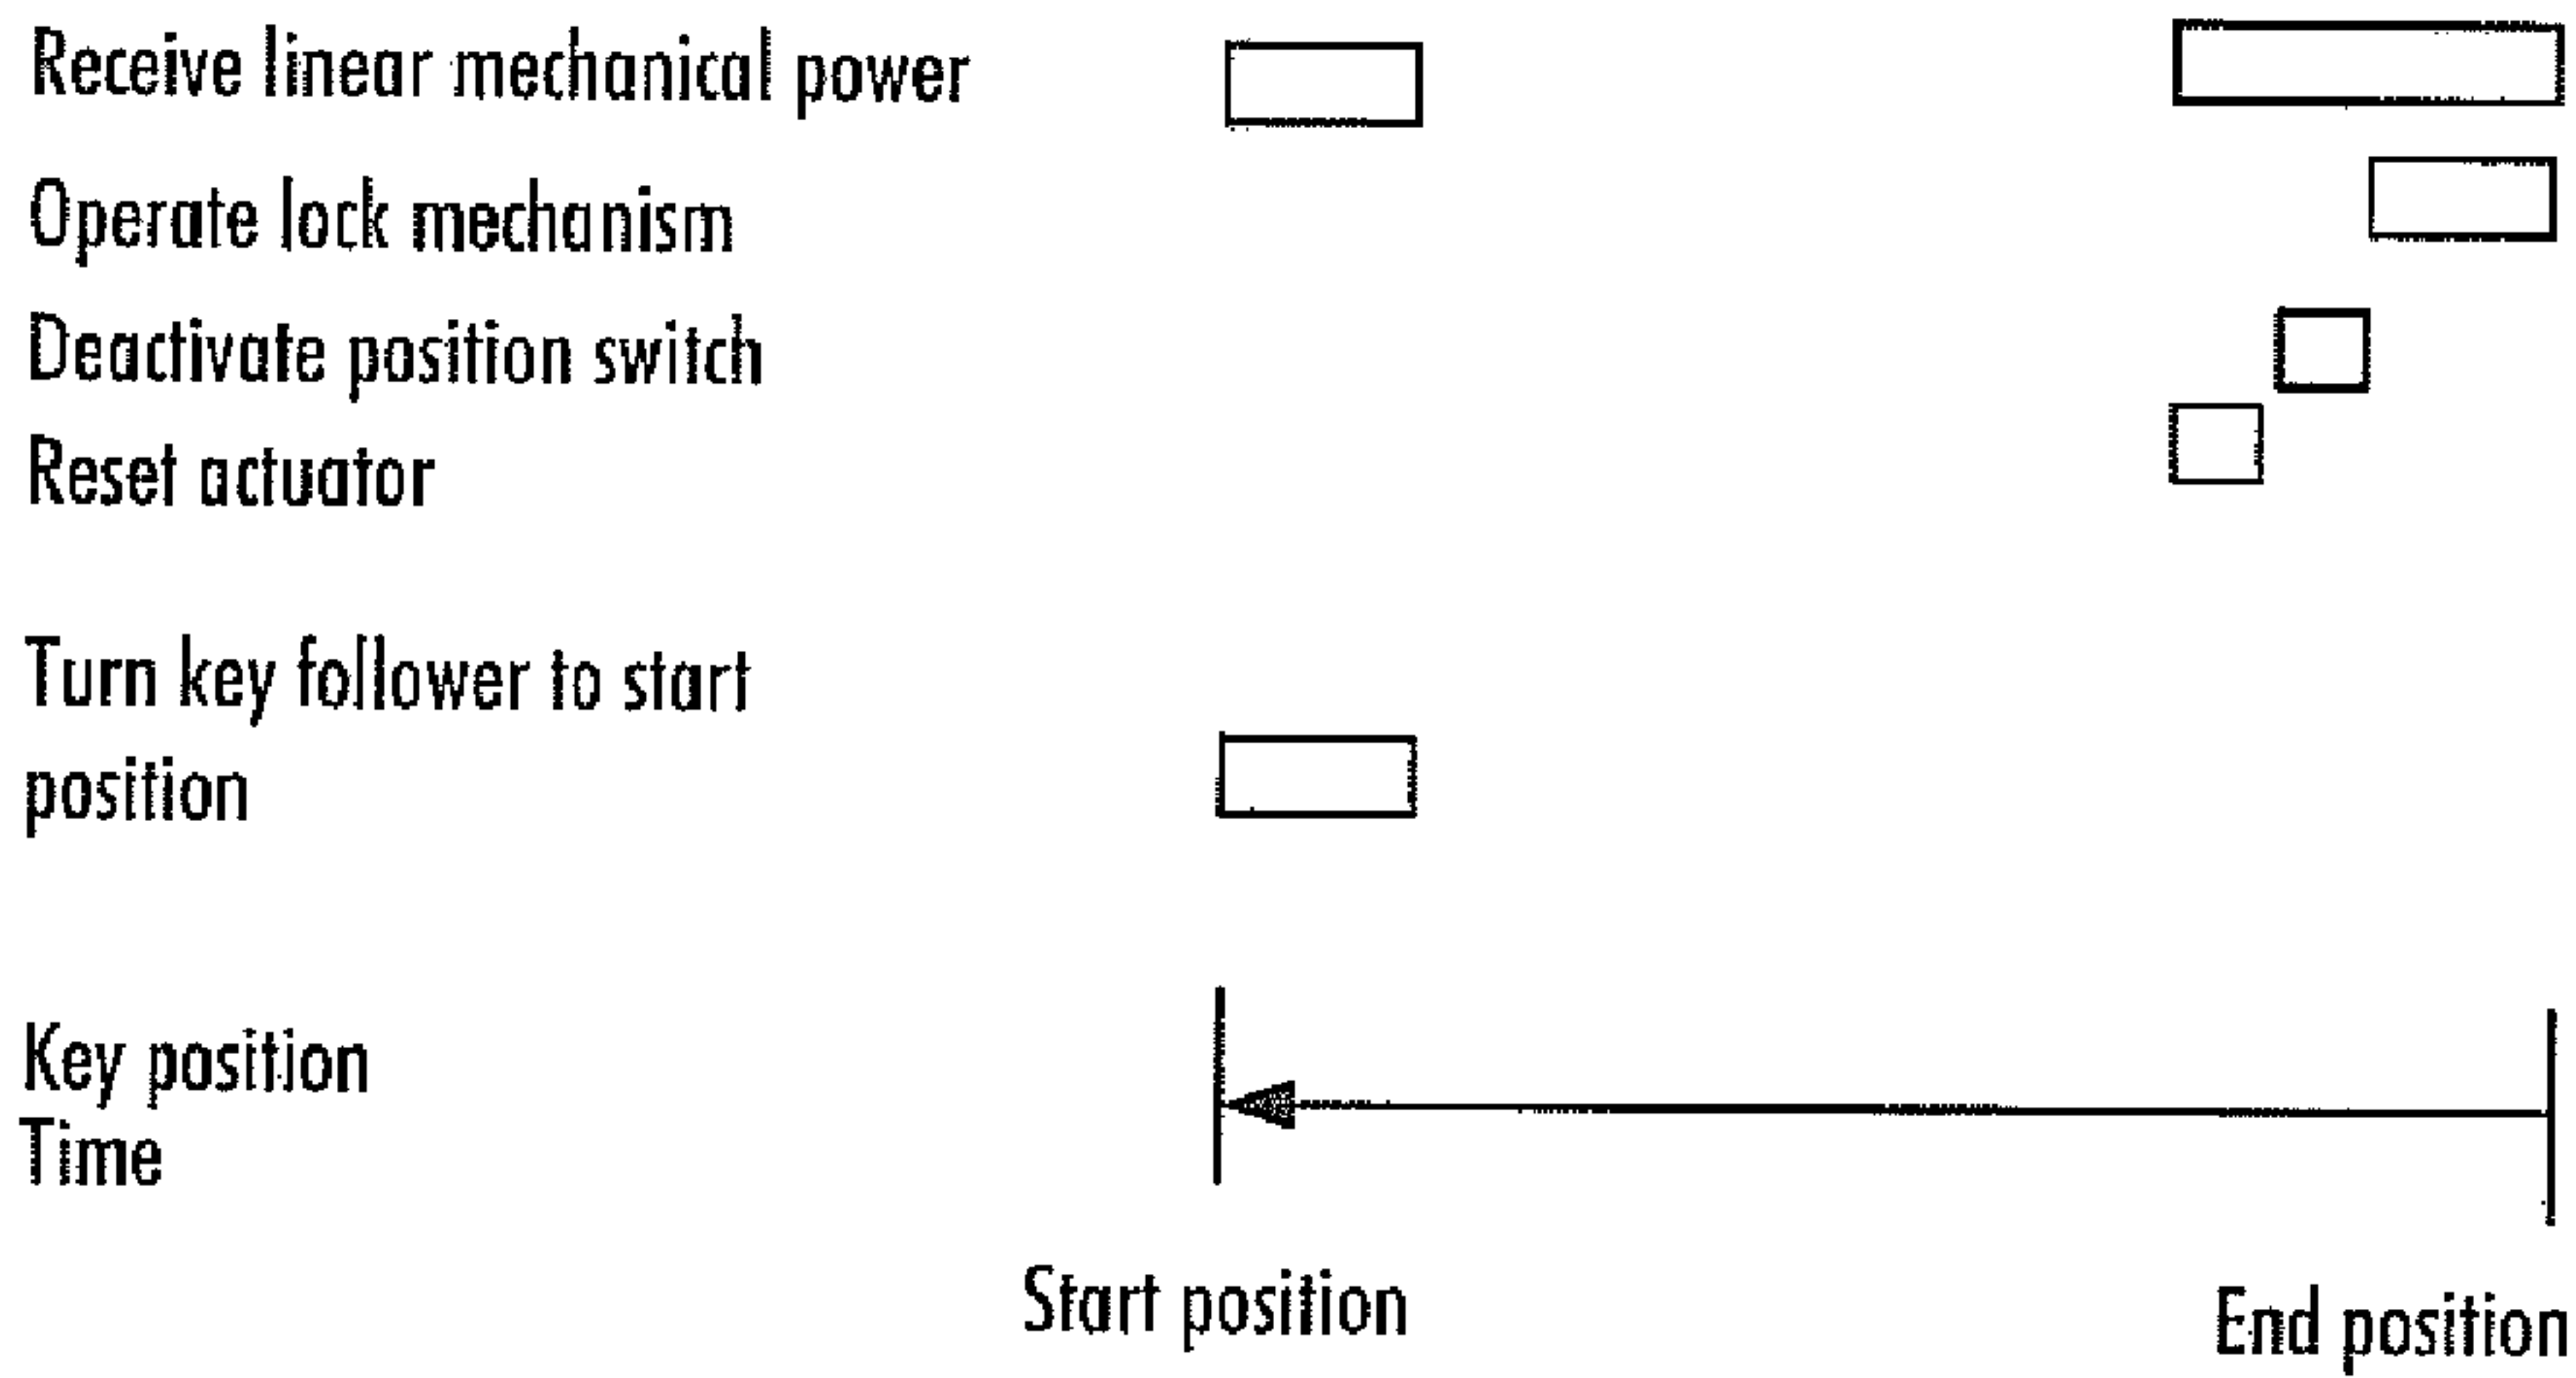 Receive linear mechanical power
Operate lock mechanism
Deactivate position switch
Reset actuator
Turn key follower to start
position
Key position
Time
Start position
End position